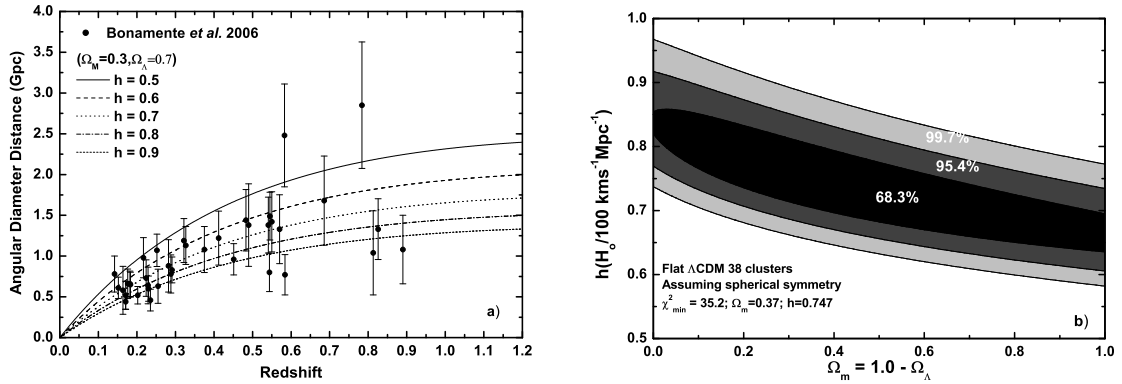 Bonamente et al. 2006
(Ω_M=0.3,Ω_Λ=0.7)
h = 0.5
h = 0.6
h = 0.7
h = 0.8
h = 0.9
Angular Diameter Distance (Gpc)
4.0
3.5
3.0
2.5
2.0
1.5
1.0
0.5
0.0
a)
0.0 0.1 0.2 0.3 0.4 0.5 0.6 0.7 0.8 0.9 1.0 1.1 1.2
Redshift
h(H_o/100 kms^-1Mpc^-1)
1.0
0.9
0.8
0.7
0.6
0.5
99.7%
95.4%
68.3%
Flat ΛCDM 38 clusters
Assuming spherical symmetry
χ²_min = 35.2; Ω_m=0.37; h=0.747
b)
0.0 0.2 0.4 0.6 0.8 1.0
Ω_m = 1.0 - Ω_Λ